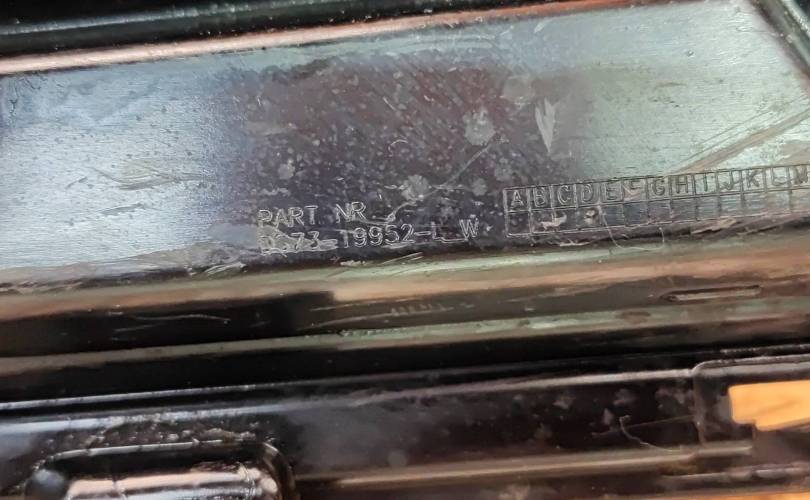 PART NR
73-19952-L W
A B C D E F G H I J K L M